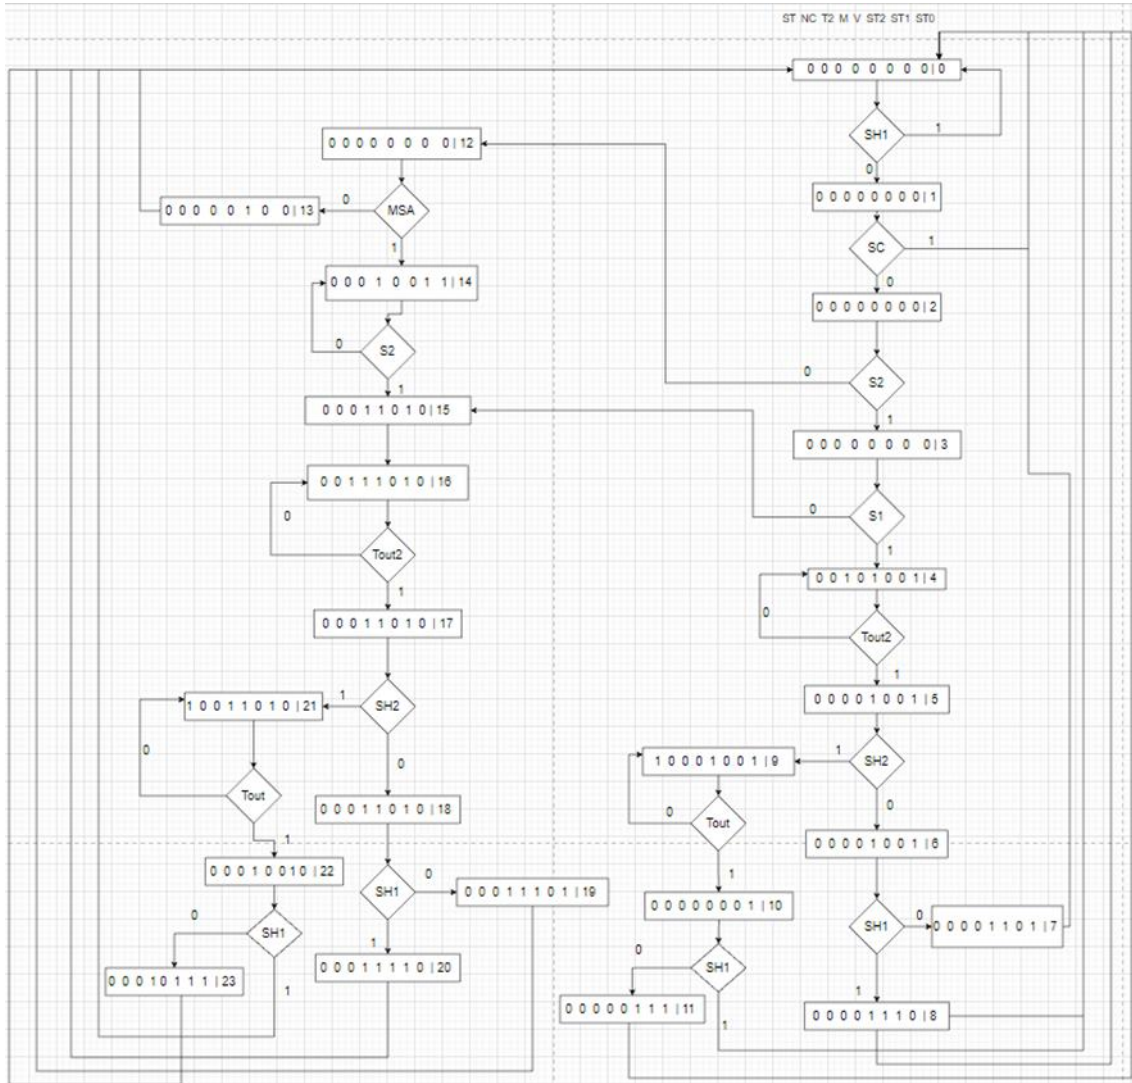 ST NC T2 M V ST2 ST1 ST0
0 0 0 0 0 0 0 0|0
SH1
1
0
0 0 0 0 0 0 0 0|1
SC
1
0
0 0 0 0 0 0 0 0|2
S2
0
1
0 0 0 0 0 0 0 0|3
S1
0
1
0 0 1 0 1 0 0 1|4
Tout2
0
1
0 0 0 0 1 0 0 1|5
SH2
1
0
1 0 0 0 1 0 0 1|9
Tout
0
1
0 0 0 0 1 0 0 1|6
SH1
0
1
0 0 0 0 1 1 0 1|7
0 0 0 0 1 1 1 0|8
0 0 0 0 0 0 0 1|10
SH1
0
1
0 0 0 0 0 1 1 1|11
0 0 0 0 0 0 0 0|12
MSA
0
1
0 0 0 0 0 1 0 0|13
0 0 0 1 0 0 1 1|14
S2
0
1
0 0 0 1 1 0 1 0|15
0 0 1 1 1 0 1 0|16
Tout2
0
1
0 0 0 1 1 0 1 0|17
SH2
1
0
1 0 0 1 1 0 1 0|21
Tout
0
1
0 0 0 1 1 0 1 0|18
SH1
0
1
0 0 0 1 1 1 0 1|19
0 0 0 1 1 1 1 0|20
0 0 0 1 0 0 1 0|22
SH1
0
1
0 0 0 1 0 1 1 1|23